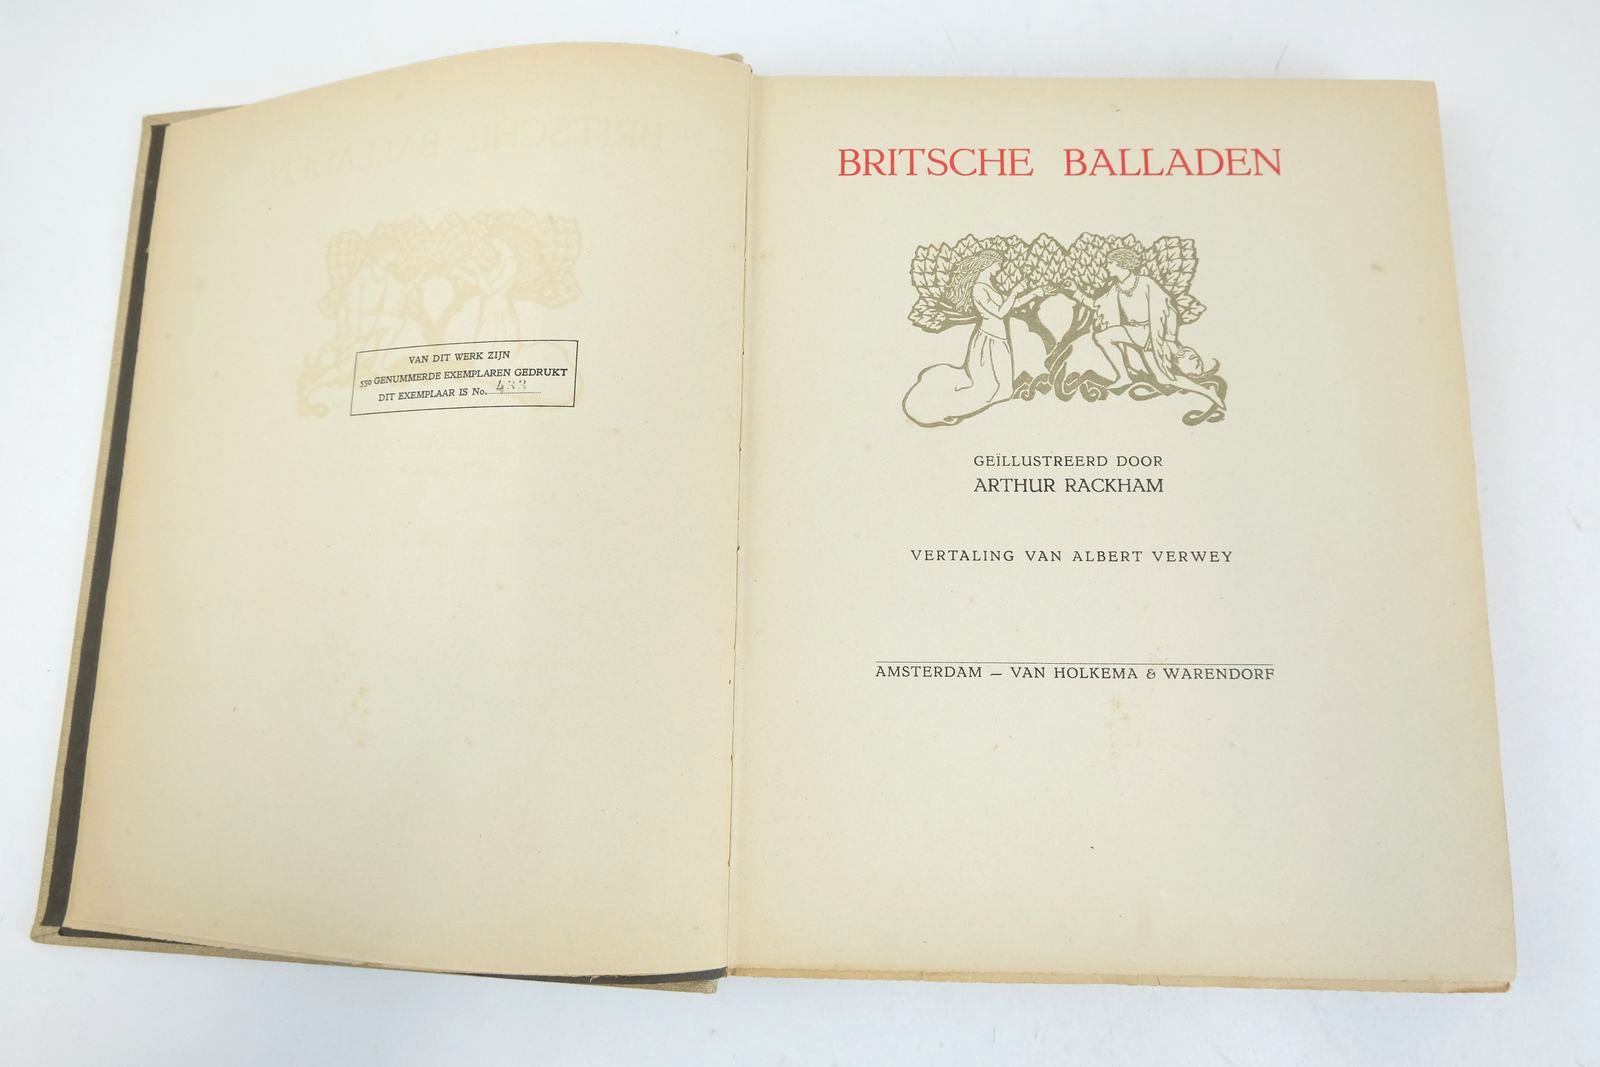 VAN DIT WERK ZIJN
550 GENUMMERDE EXEMPLAREN GEDRUKT
DIT EXEMPLAAR IS No. 433
BRITSCHE BALLADEN
GEÏLLUSTREERD DOOR
ARTHUR RACKHAM
VERTALING VAN ALBERT VERWEY
AMSTERDAM — VAN HOLKEMA & WARENDORF